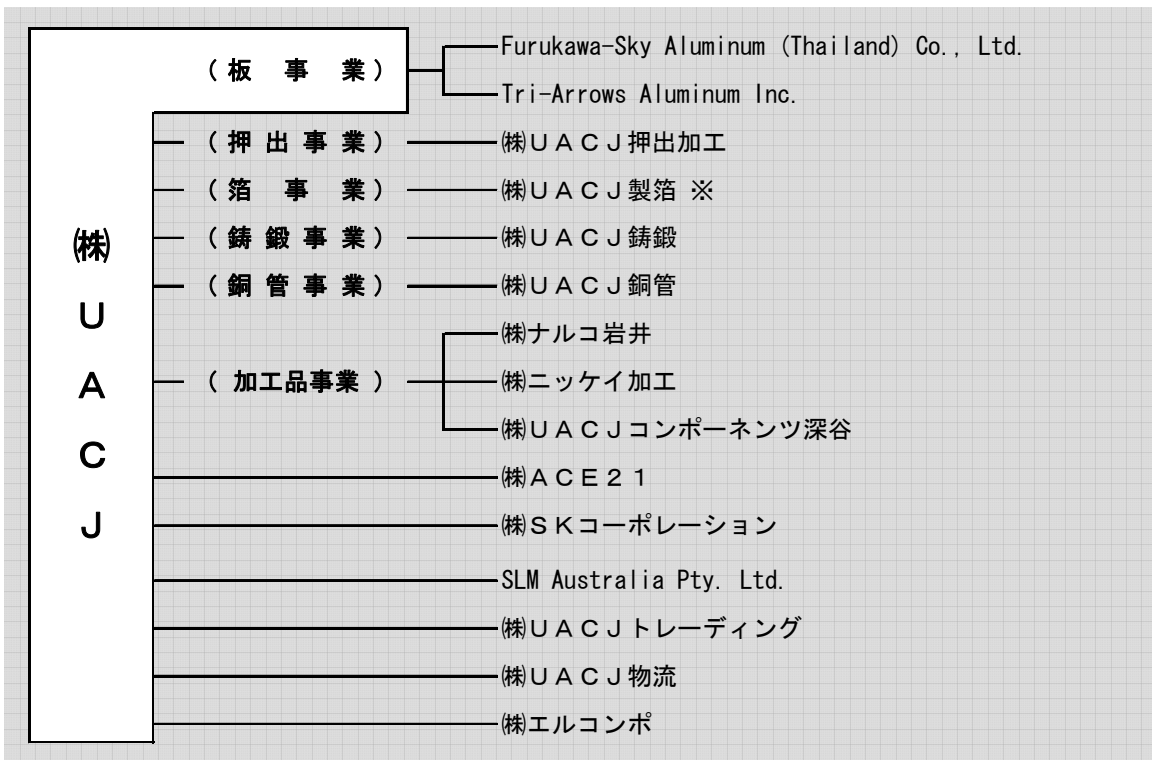 ㈱ＵＡＣＪ
（板　事　業）
Furukawa-Sky Aluminum (Thailand) Co., Ltd.
Tri-Arrows Aluminum Inc.
（押 出 事 業）
㈱ＵＡＣＪ押出加工
（箔　事　業）
㈱ＵＡＣＪ製箔 ※
（鋳 鍛 事 業）
㈱ＵＡＣＪ鋳鍛
（銅 管 事 業）
㈱ＵＡＣＪ銅管
（ 加工品事業 ）
㈱ナルコ岩井
㈱ニッケイ加工
㈱ＵＡＣＪコンポーネンツ深谷
㈱ＡＣＥ２１
㈱ＳＫコーポレーション
SLM Australia Pty. Ltd.
㈱ＵＡＣＪトレーディング
㈱ＵＡＣＪ物流
㈱エルコンポ